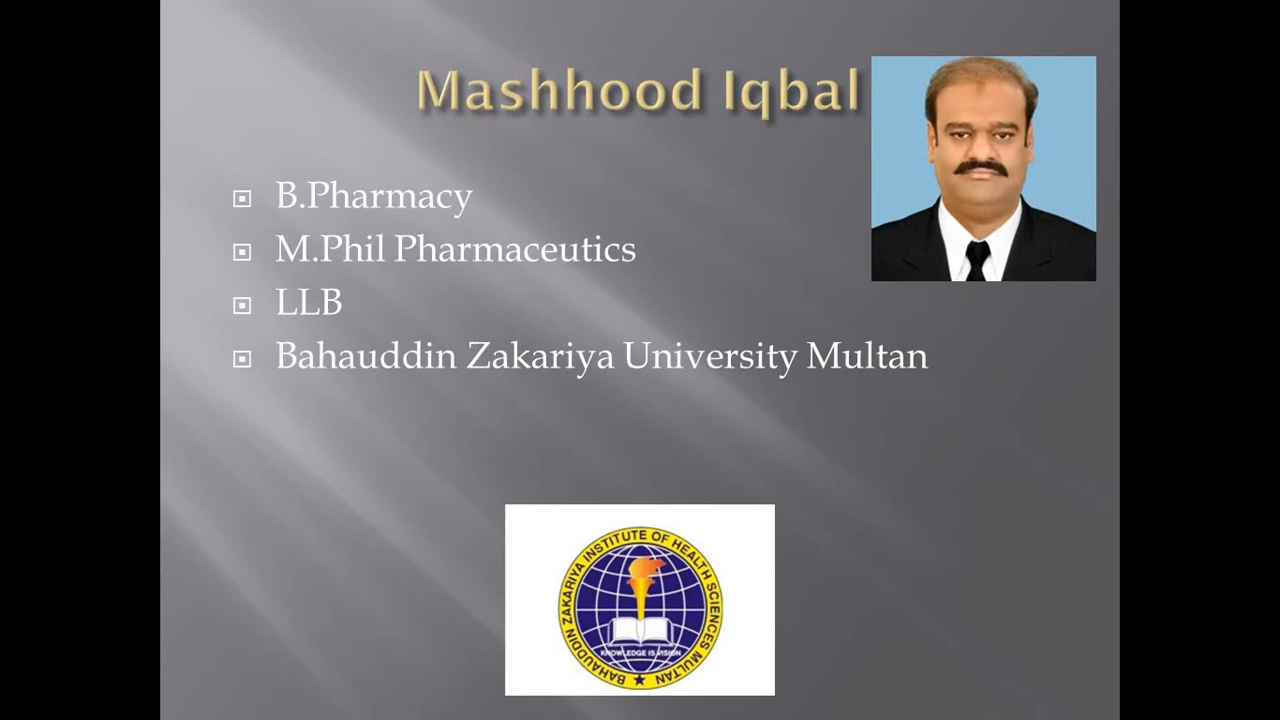 Mashhood Iqbal
B.Pharmacy
M.Phil Pharmaceutics
LLB
Bahauddin Zakariya University Multan
BAHAUDDIN ZAKARIYA INSTITUTE OF HEALTH SCIENCES MULTAN
KNOWLEDGE IS VISION